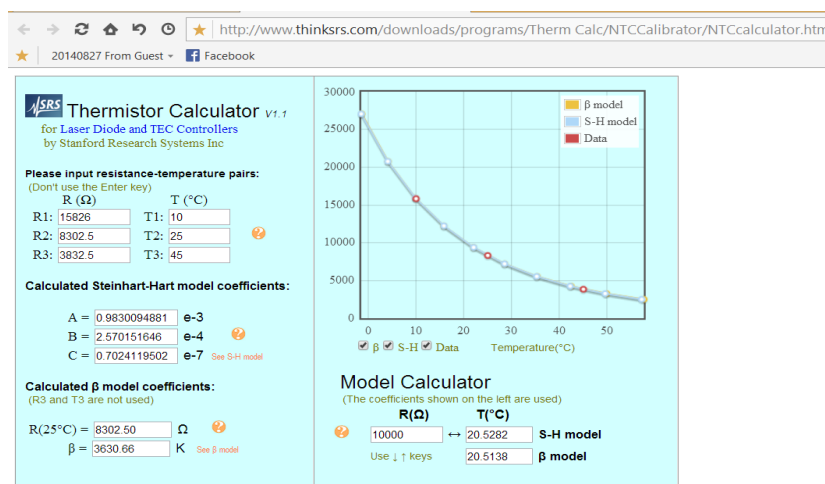 http://www.thinksrs.com/downloads/programs/Therm Calc/NTCCalibrator/NTCcalculator.htm
20140827 From Guest
Facebook
SRS Thermistor Calculator V1.1
for Laser Diode and TEC Controllers
by Stanford Research Systems Inc
Please input resistance-temperature pairs:
(Don't use the Enter key)
R (Ω) T (°C)
R1: 15826 T1: 10
R2: 8302.5 T2: 25 ?
R3: 3832.5 T3: 45
Calculated Steinhart-Hart model coefficients:
A = 0.9830094881 e-3
B = 2.570151646 e-4 ?
C = 0.7024119502 e-7 See S-H model
Calculated β model coefficients:
(R3 and T3 are not used)
R(25°C) = 8302.50 Ω ?
β = 3630.66 K See β model
30000
25000
20000
15000
10000
5000
0
0 10 20 30 40 50
β model
S-H model
Data
β S-H Data Temperature(°C)
Model Calculator
(The coefficients shown on the left are used)
R(Ω) T(°C)
? 10000 ↔ 20.5282 S-H model
Use ↓ ↑ keys 20.5138 β model